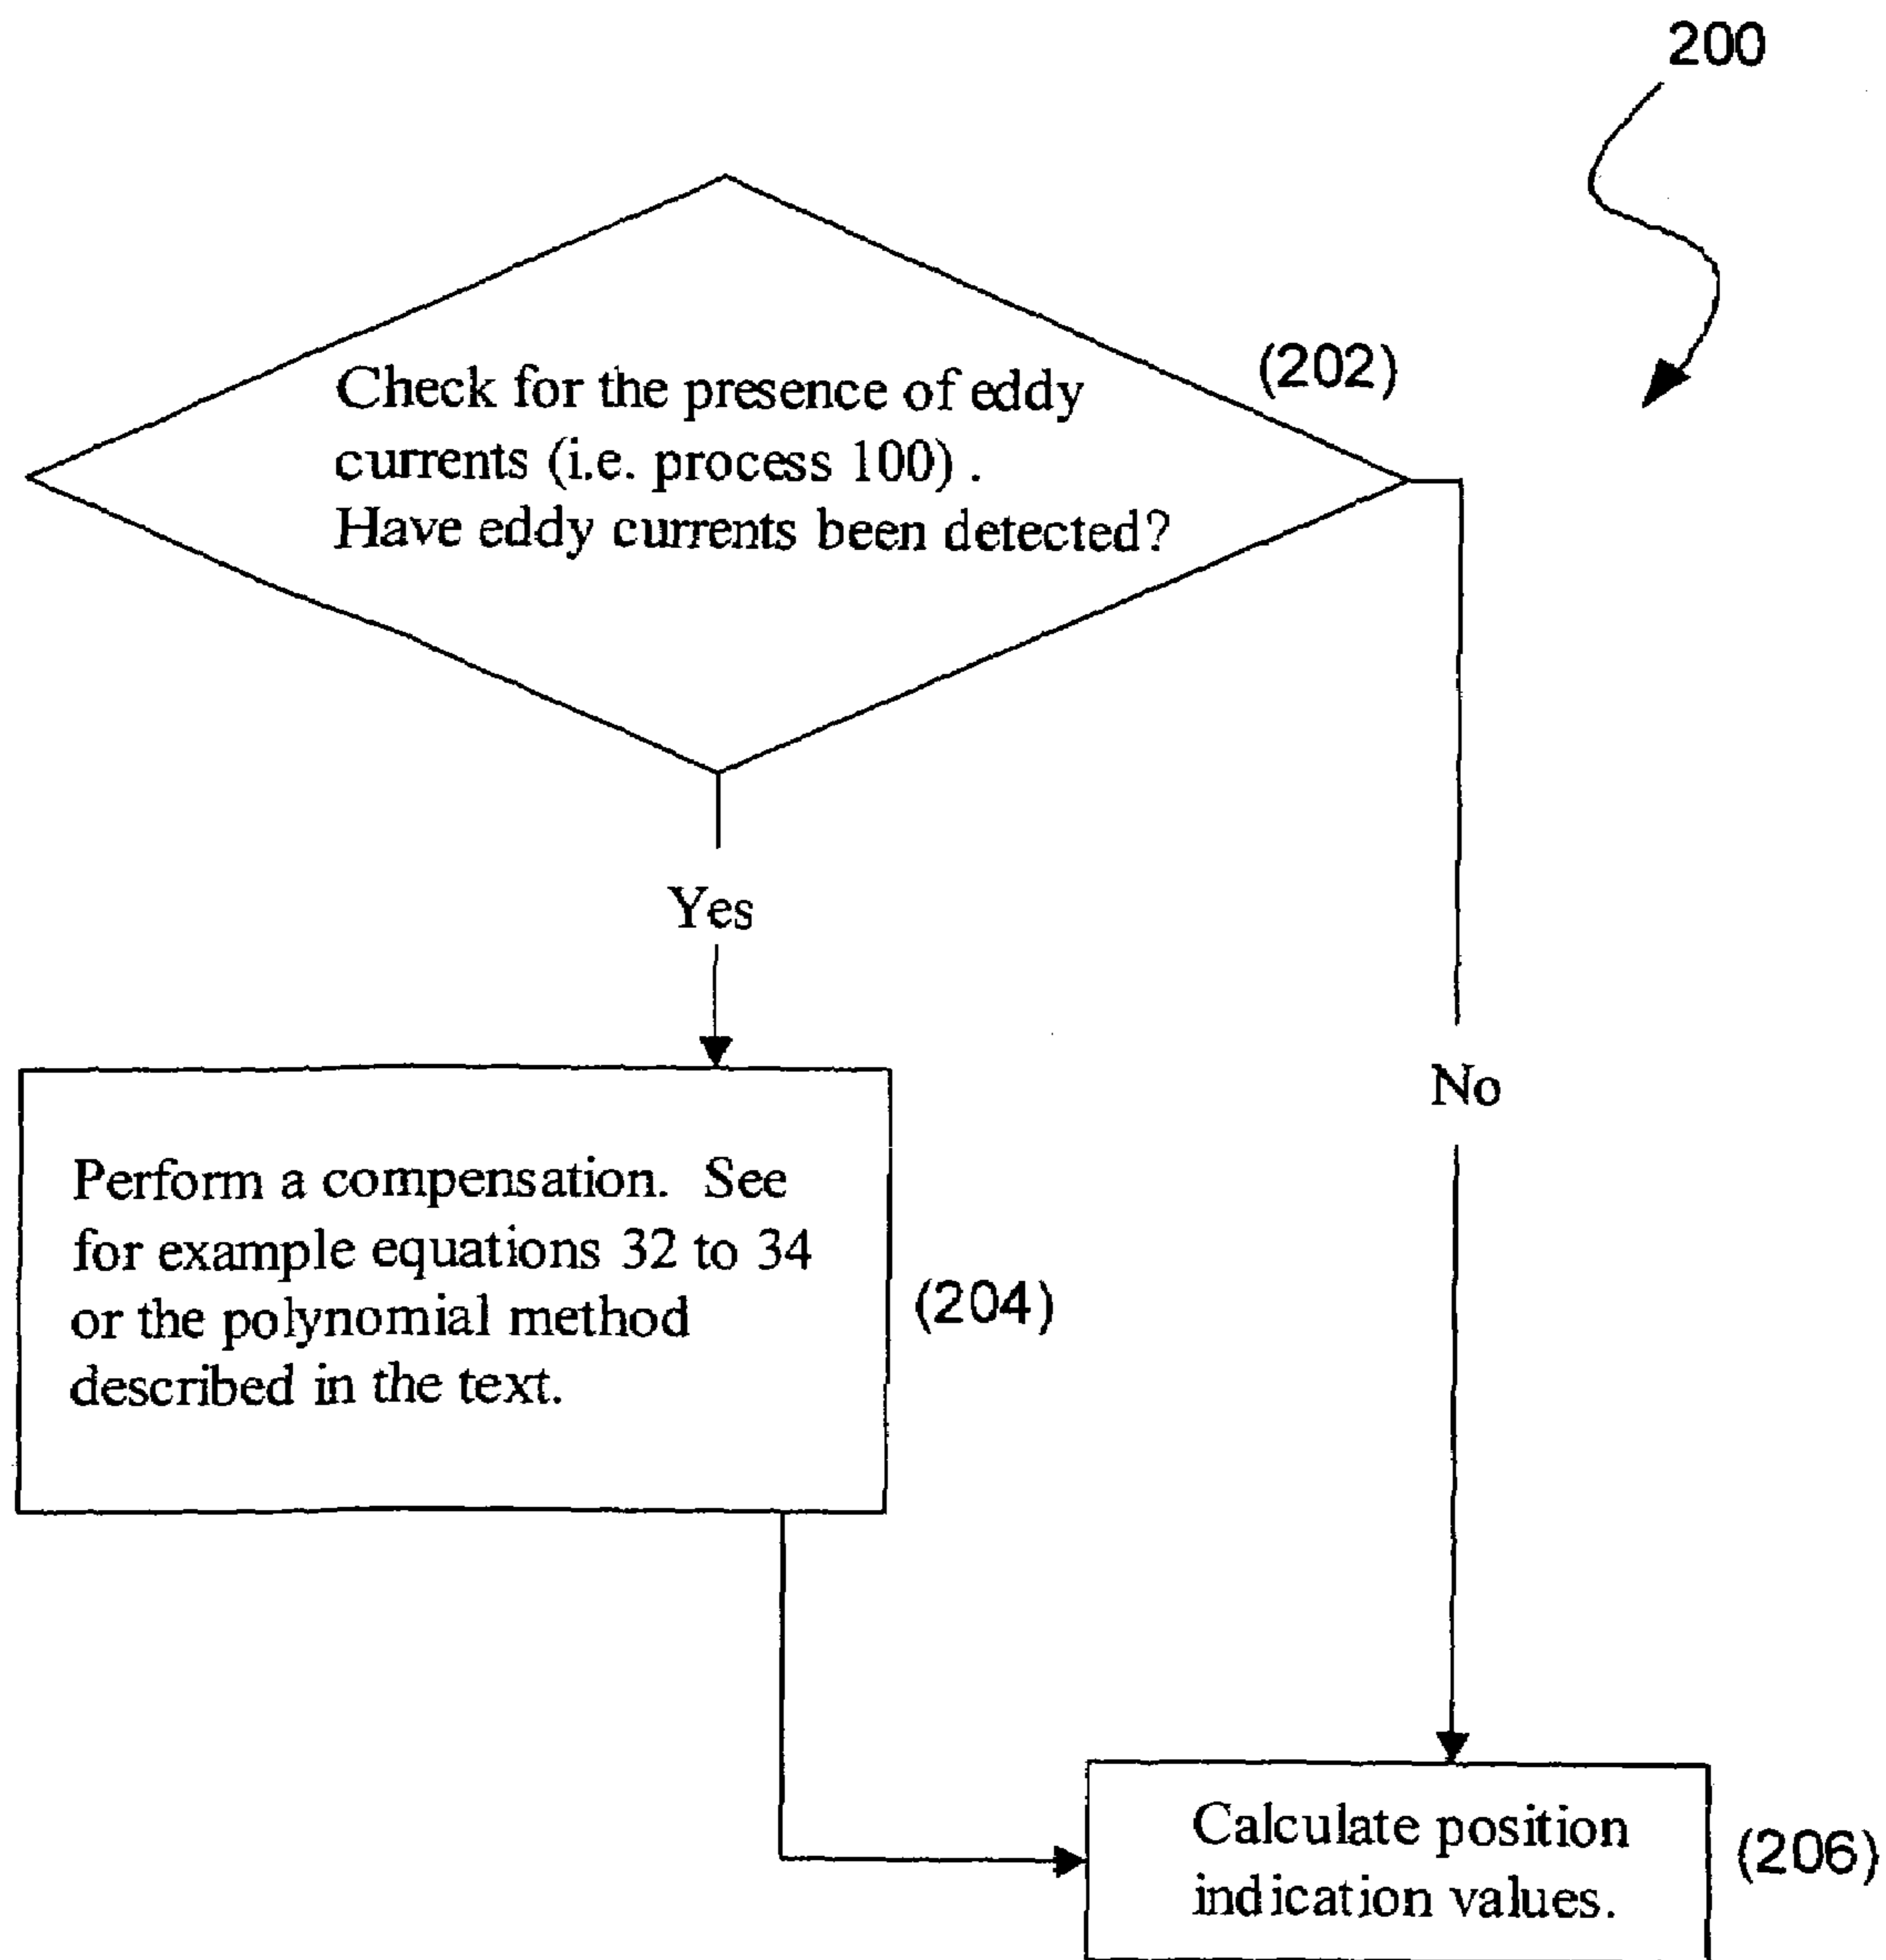 200
(202)
Check for the presence of eddy
currents (i.e. process 100) .
Have eddy currents been detected?
Yes
No
Perform a compensation. See
for example equations 32 to 34
or the polynomial method
described in the text.
(204)
Calculate position
indication values.
(206)